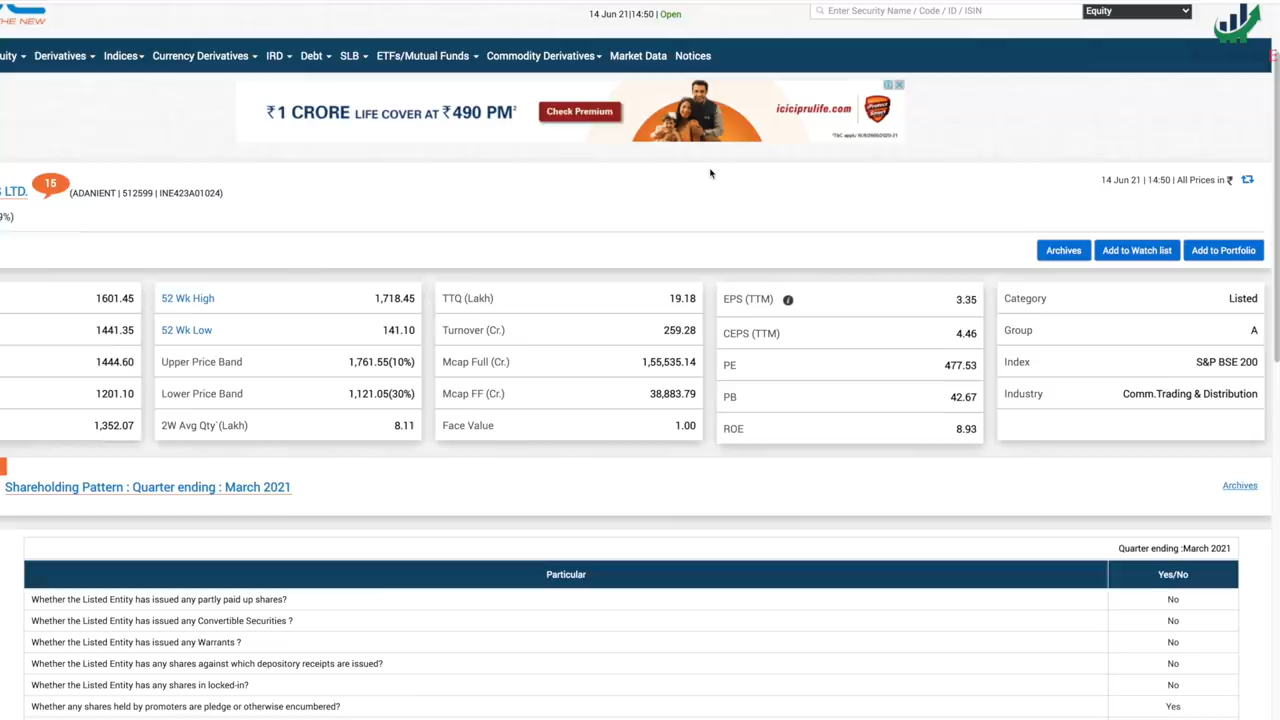 THE NEW
14 Jun 21|14:50 | Open
Enter Security Name / Code / ID / ISIN
Equity
uity Derivatives Indices Currency Derivatives IRD Debt SLB ETFs/Mutual Funds Commodity Derivatives Market Data Notices
₹1 CRORE LIFE COVER AT ₹490 PM²
Check Premium
iciciprulife.com
LTD. 15 (ADANIENT | 512599 | INE423A01024)
14 Jun 21 | 14:50 | All Prices in ₹
9%)
Archives Add to Watch list Add to Portfolio
1601.45 52 Wk High 1,718.45 TTQ (Lakh) 19.18 EPS (TTM) 3.35 Category Listed
1441.35 52 Wk Low 141.10 Turnover (Cr.) 259.28 CEPS (TTM) 4.46 Group A
1444.60 Upper Price Band 1,761.55(10%) Mcap Full (Cr.) 1,55,535.14 PE 477.53 Index S&P BSE 200
1201.10 Lower Price Band 1,121.05(30%) Mcap FF (Cr.) 38,883.79 PB 42.67 Industry Comm.Trading & Distribution
1,352.07 2W Avg Qty (Lakh) 8.11 Face Value 1.00 ROE 8.93
Shareholding Pattern : Quarter ending : March 2021
Archives
Quarter ending :March 2021
Particular Yes/No
Whether the Listed Entity has issued any partly paid up shares? No
Whether the Listed Entity has issued any Convertible Securities ? No
Whether the Listed Entity has issued any Warrants ? No
Whether the Listed Entity has any shares against which depository receipts are issued? No
Whether the Listed Entity has any shares in locked-in? No
Whether any shares held by promoters are pledge or otherwise encumbered? Yes